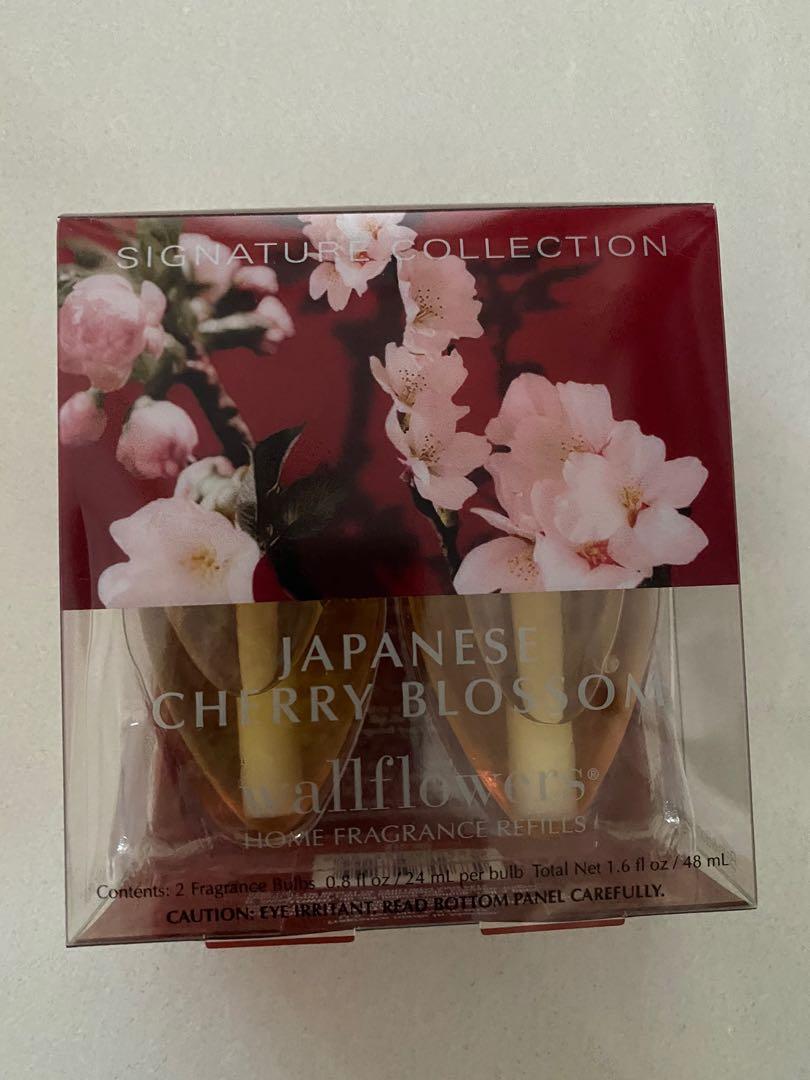 SIGNATURE COLLECTION
JAPANESE
CHERRY BLOSSOM
wallflowers®
HOME FRAGRANCE REFILLS
Contents: 2 Fragrance Bulbs 0.8 fl oz / 24 mL per bulb Total Net 1.6 fl oz / 48 mL
CAUTION: EYE IRRITANT. READ BOTTOM PANEL CAREFULLY.